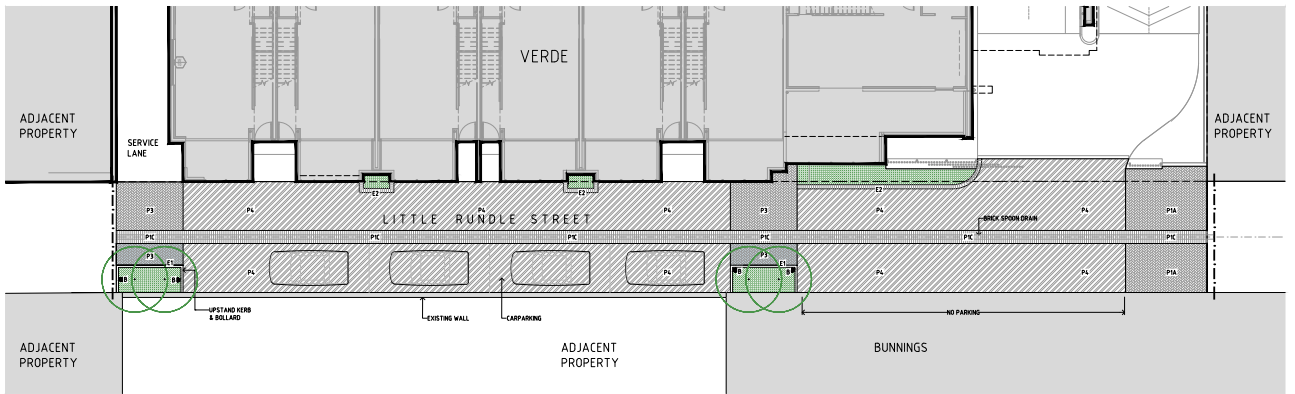 VERDE
ADJACENT
PROPERTY
SERVICE
LANE
ADJACENT
PROPERTY
E2
E2
E2
P3
P4
P4
P4
P3
P4
P4
P1A
LITTLE RUNDLE STREET
BRICK SPOON DRAIN
P1C
P1C
P1C
P1C
P1C
P1C
P3
E1
P3
E1
B
B
P4
P4
B
B
P4
P4
P1A
UPSTAND KERB
& BOLLARD
EXISTING WALL
CARPARKING
NO PARKING
ADJACENT
PROPERTY
ADJACENT
PROPERTY
BUNNINGS